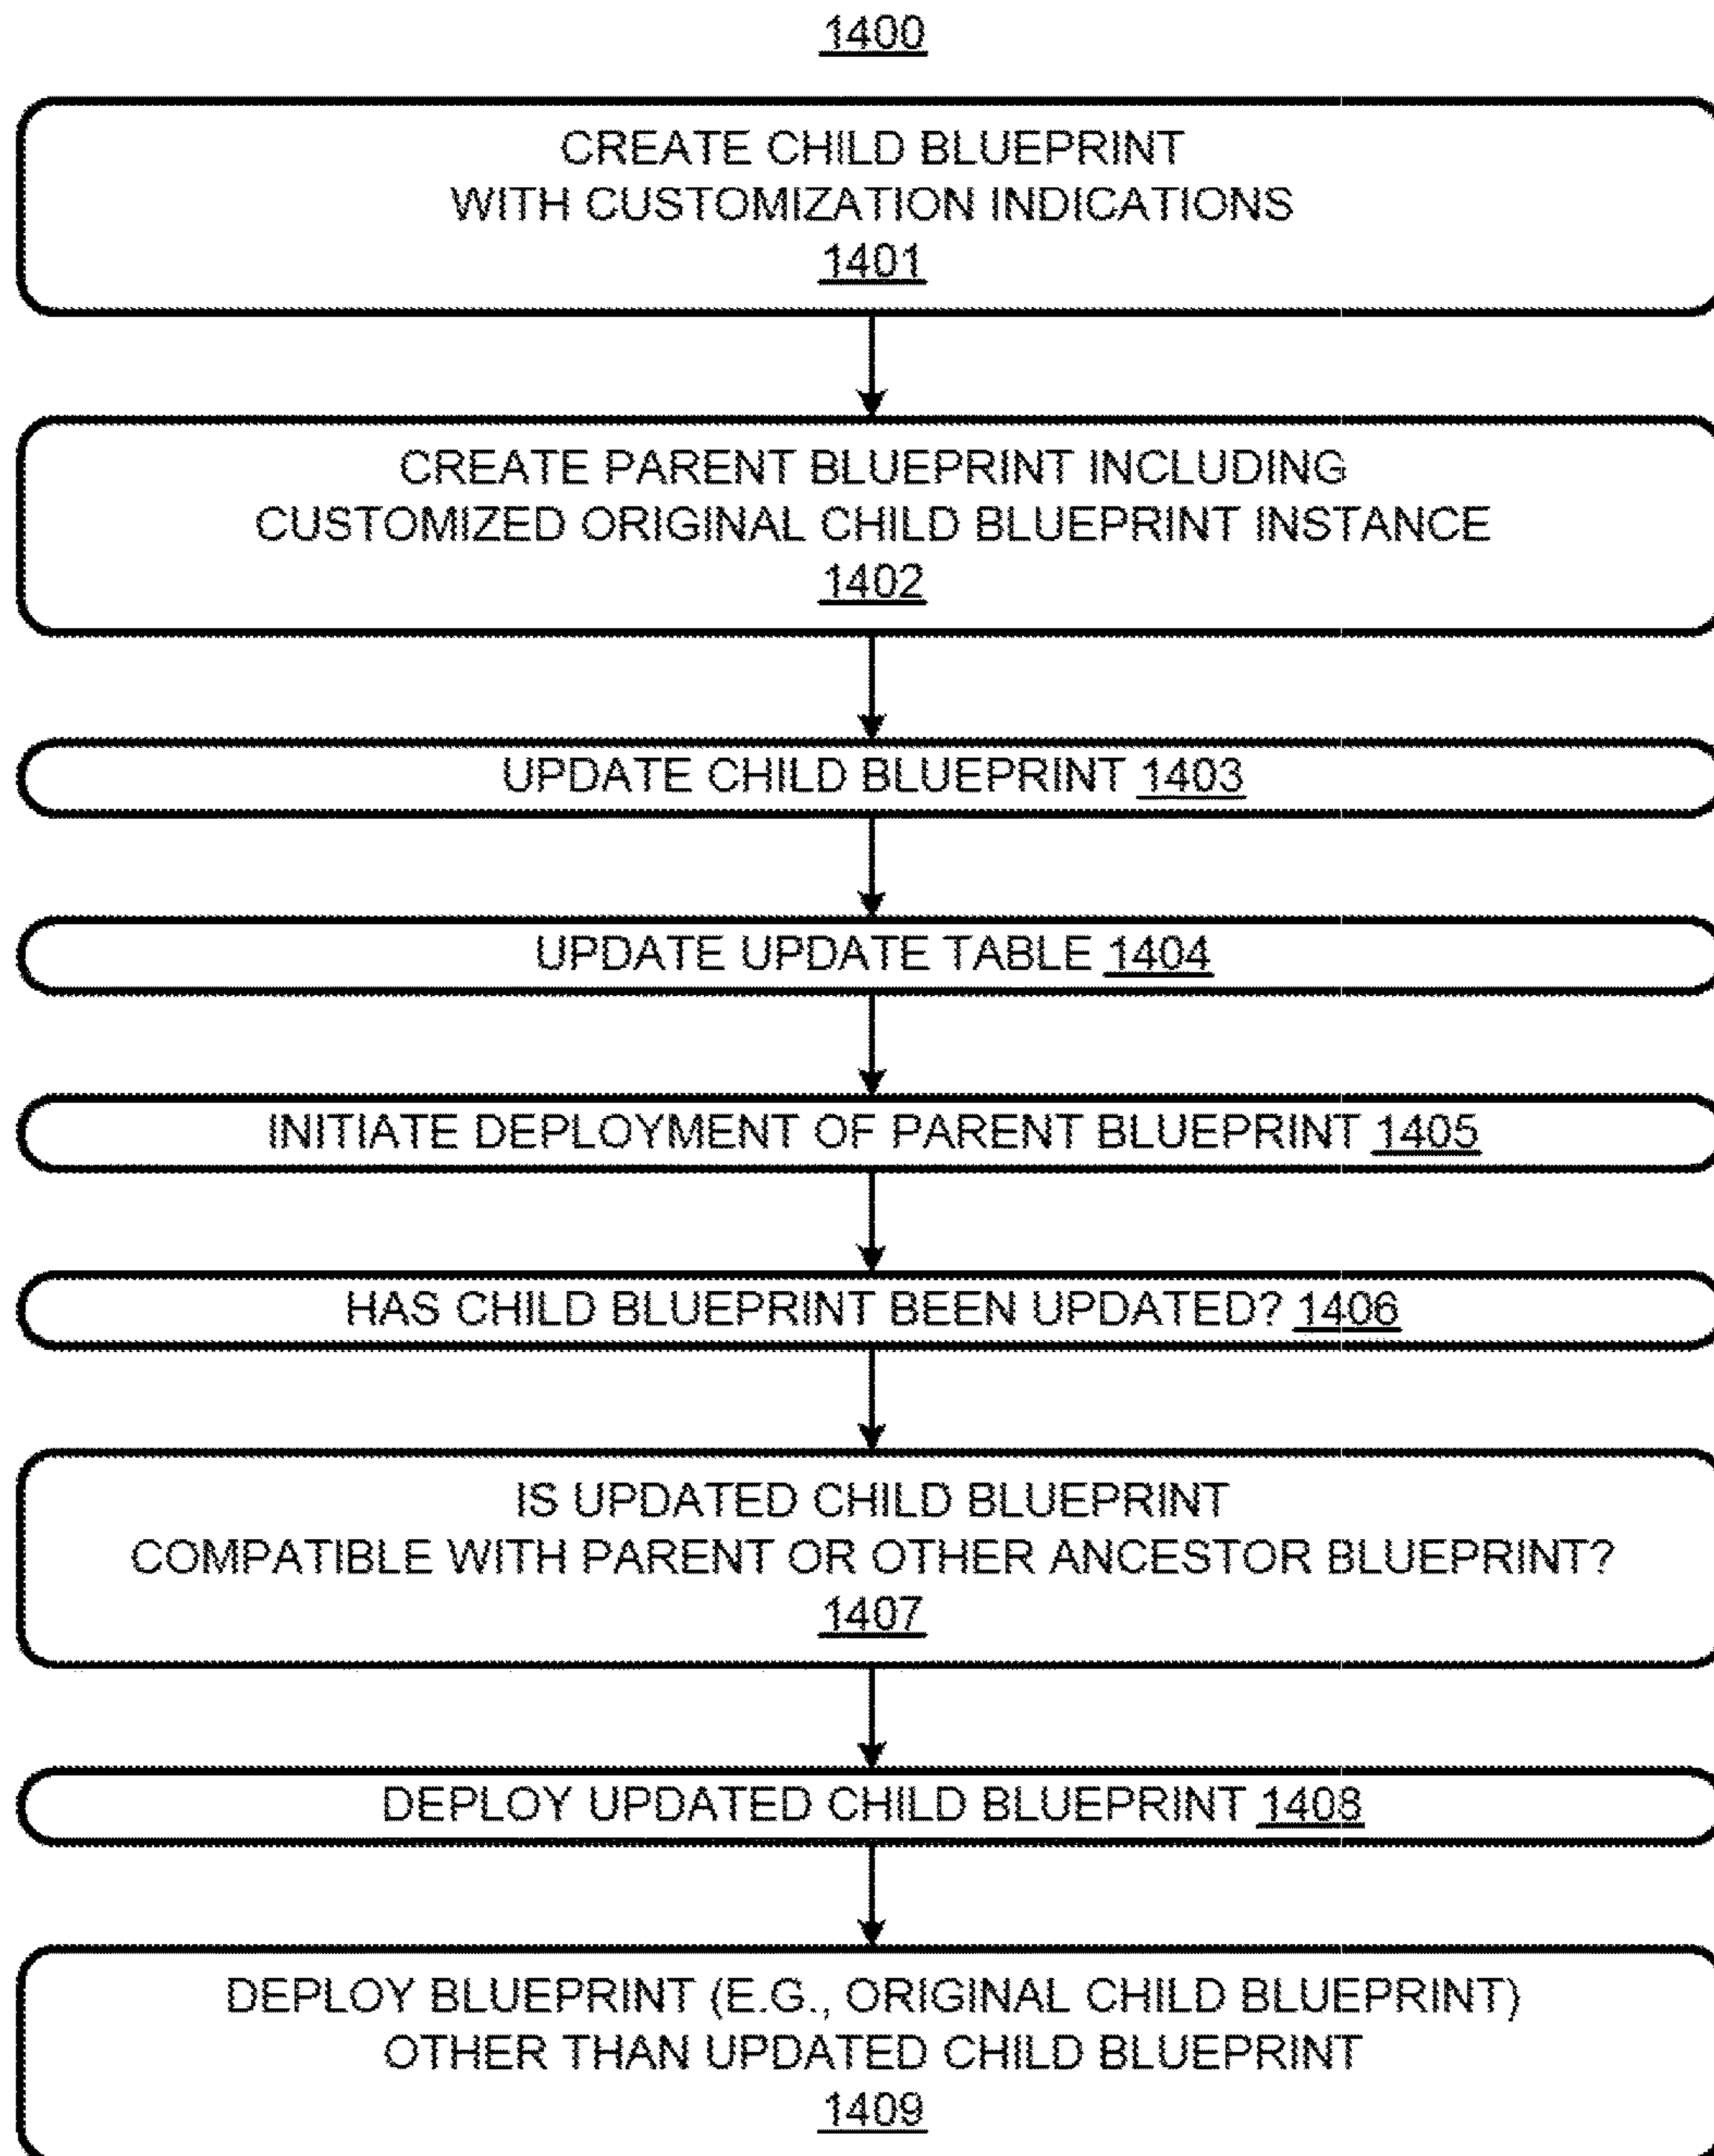 1400
CREATE CHILD BLUEPRINT
WITH CUSTOMIZATION INDICATIONS
1401
CREATE PARENT BLUEPRINT INCLUDING
CUSTOMIZED ORIGINAL CHILD BLUEPRINT INSTANCE
1402
UPDATE CHILD BLUEPRINT 1403
UPDATE UPDATE TABLE 1404
INITIATE DEPLOYMENT OF PARENT BLUEPRINT 1405
HAS CHILD BLUEPRINT BEEN UPDATED? 1406
IS UPDATED CHILD BLUEPRINT
COMPATIBLE WITH PARENT OR OTHER ANCESTOR BLUEPRINT?
1407
DEPLOY UPDATED CHILD BLUEPRINT 1408
DEPLOY BLUEPRINT (E.G., ORIGINAL CHILD BLUEPRINT)
OTHER THAN UPDATED CHILD BLUEPRINT
1409